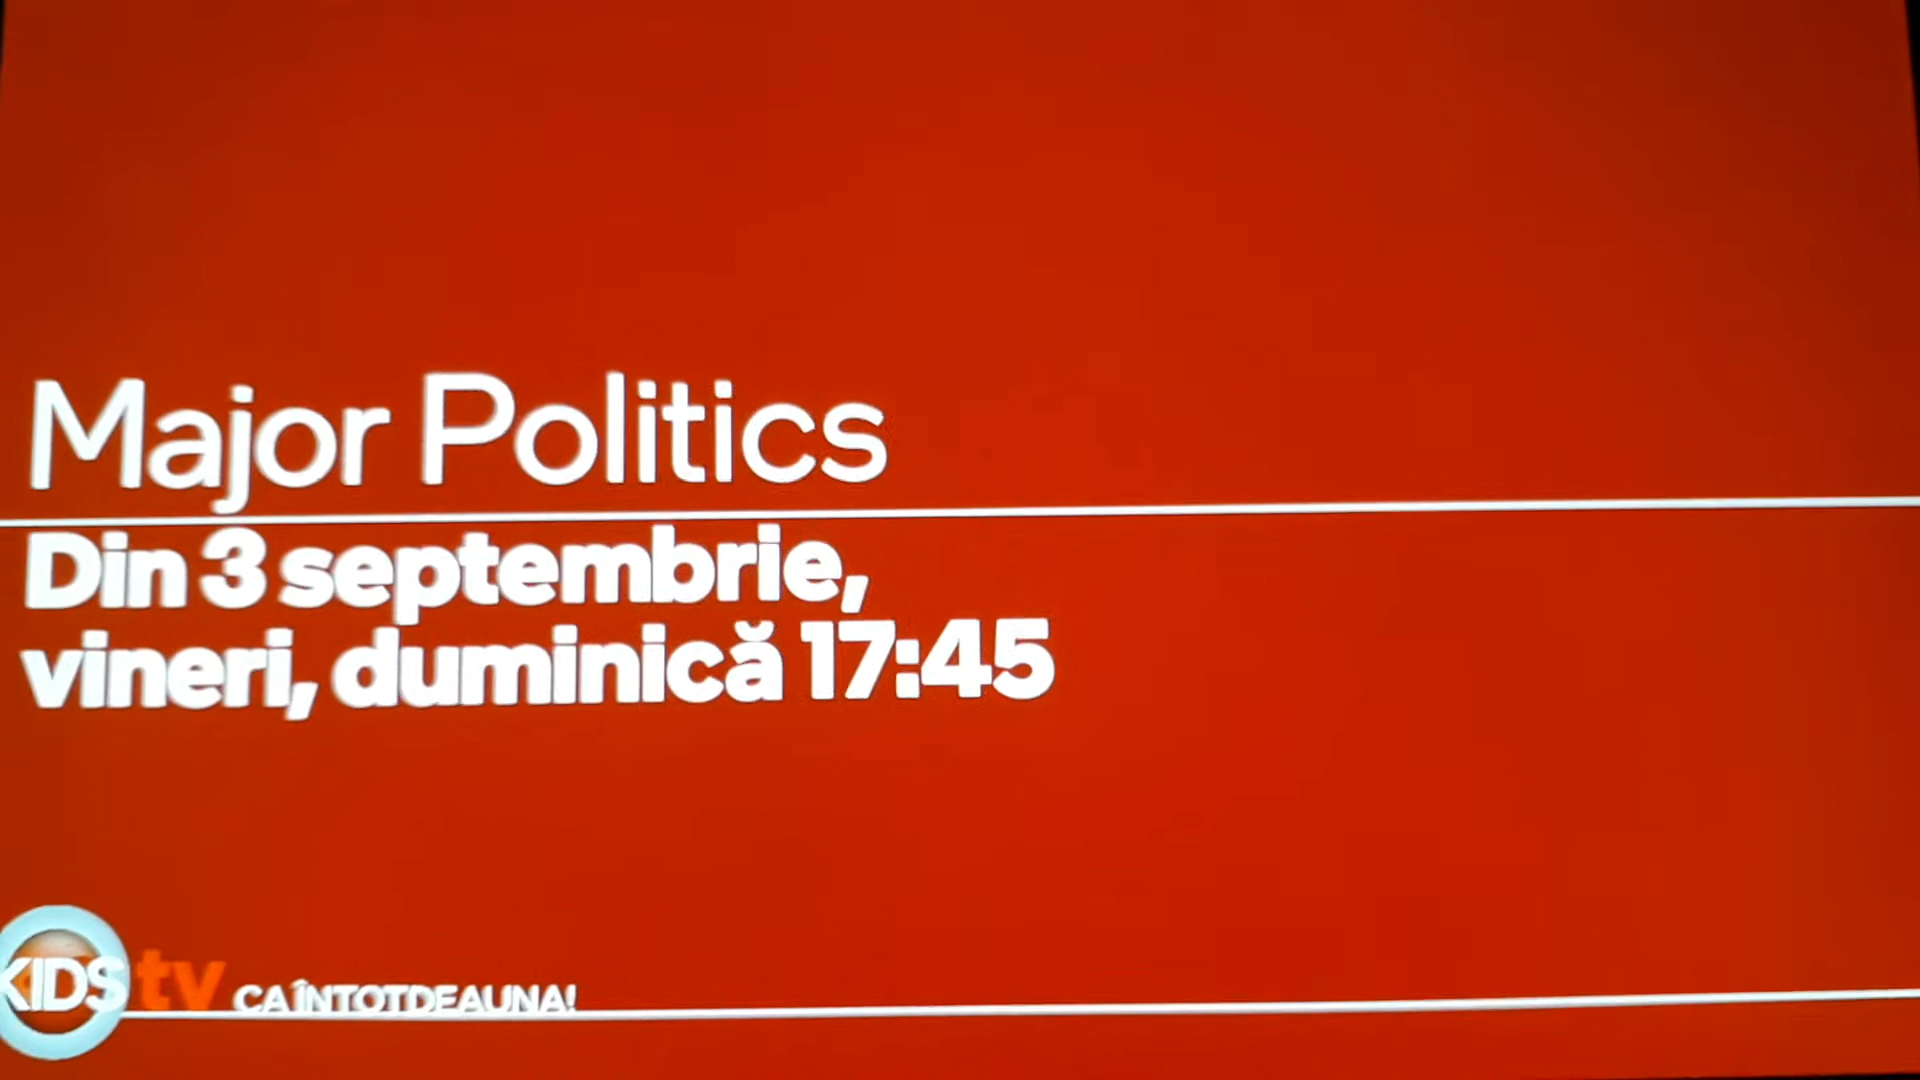 Major Politics
Din 3 septembrie,
vineri, duminică 17:45
KIDS tv CA ÎNTOTDEAUNA!